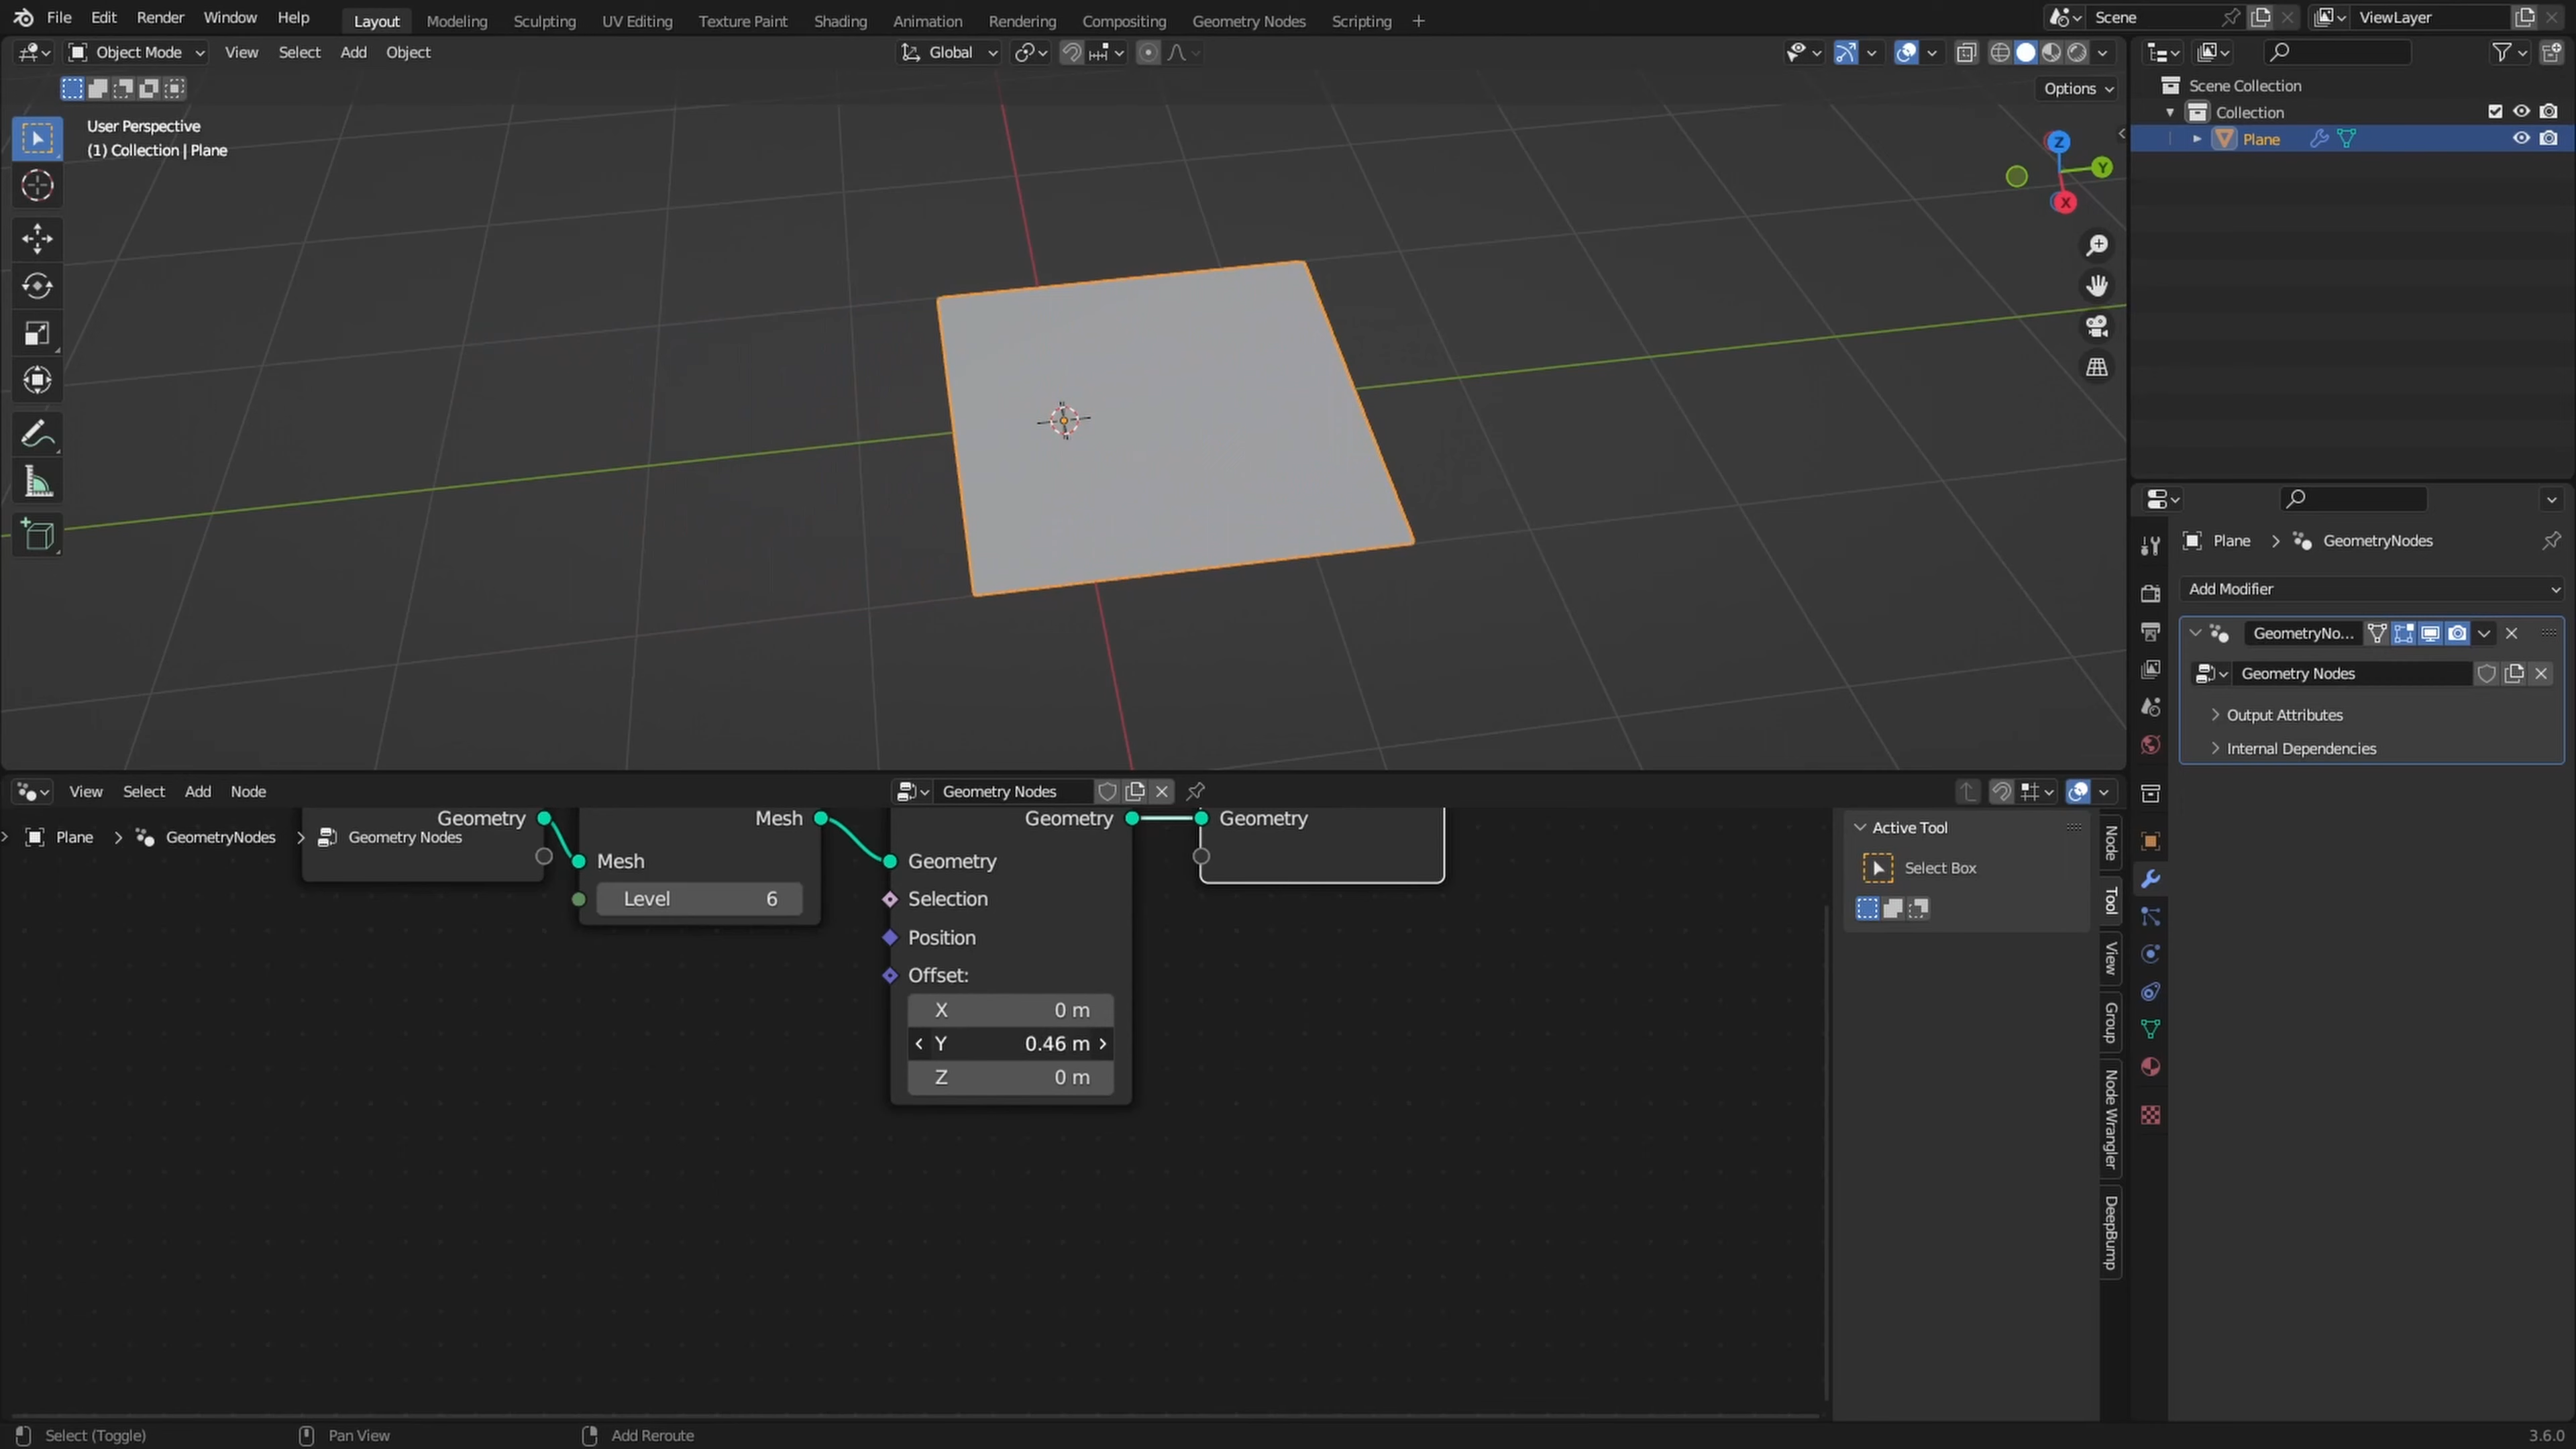 File Edit Render Window Help Layout Modeling Sculpting UV Editing Texture Paint Shading Animation Rendering Compositing Geometry Nodes Scripting + Scene ViewLayer
Object Mode View Select Add Object Global
Options
User Perspective
(1) Collection | Plane
Z
Y
X
Scene Collection
Collection
Plane
Plane > GeometryNodes
Add Modifier
GeometryNo...
Geometry Nodes
Output Attributes
Internal Dependencies
View Select Add Node Geometry Nodes
Geometry Mesh Geometry Geometry
Plane > GeometryNodes > Geometry Nodes
Mesh
Level 6
Geometry
Selection
Position
Offset:
X 0 m
Y 0.46 m
Z 0 m
Active Tool
Select Box
Node
Tool
View
Group
Node Wrangler
DeepBump
Select (Toggle) Pan View Add Reroute 3.6.0